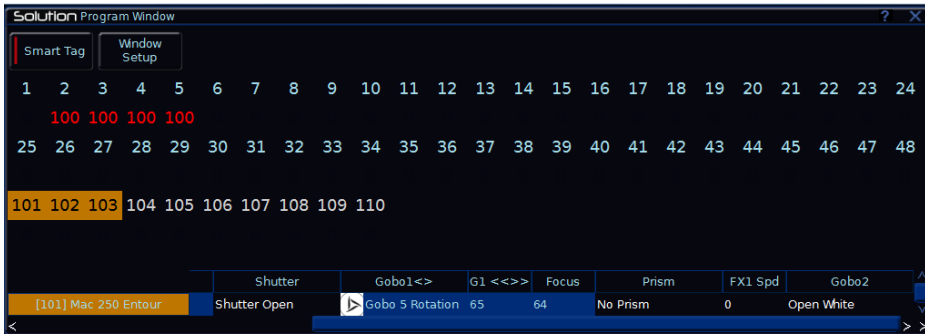 Solution Program Window ? X
Smart Tag Window Setup
1 2 3 4 5 6 7 8 9 10 11 12 13 14 15 16 17 18 19 20 21 22 23 24
100 100 100 100
25 26 27 28 29 30 31 32 33 34 35 36 37 38 39 40 41 42 43 44 45 46 47 48
101 102 103 104 105 106 107 108 109 110
Shutter Gobo1<> G1 <<>> Focus Prism FX1 Spd Gobo2
[101] Mac 250 Entour Shutter Open Gobo 5 Rotation 65 64 No Prism 0 Open White
< >